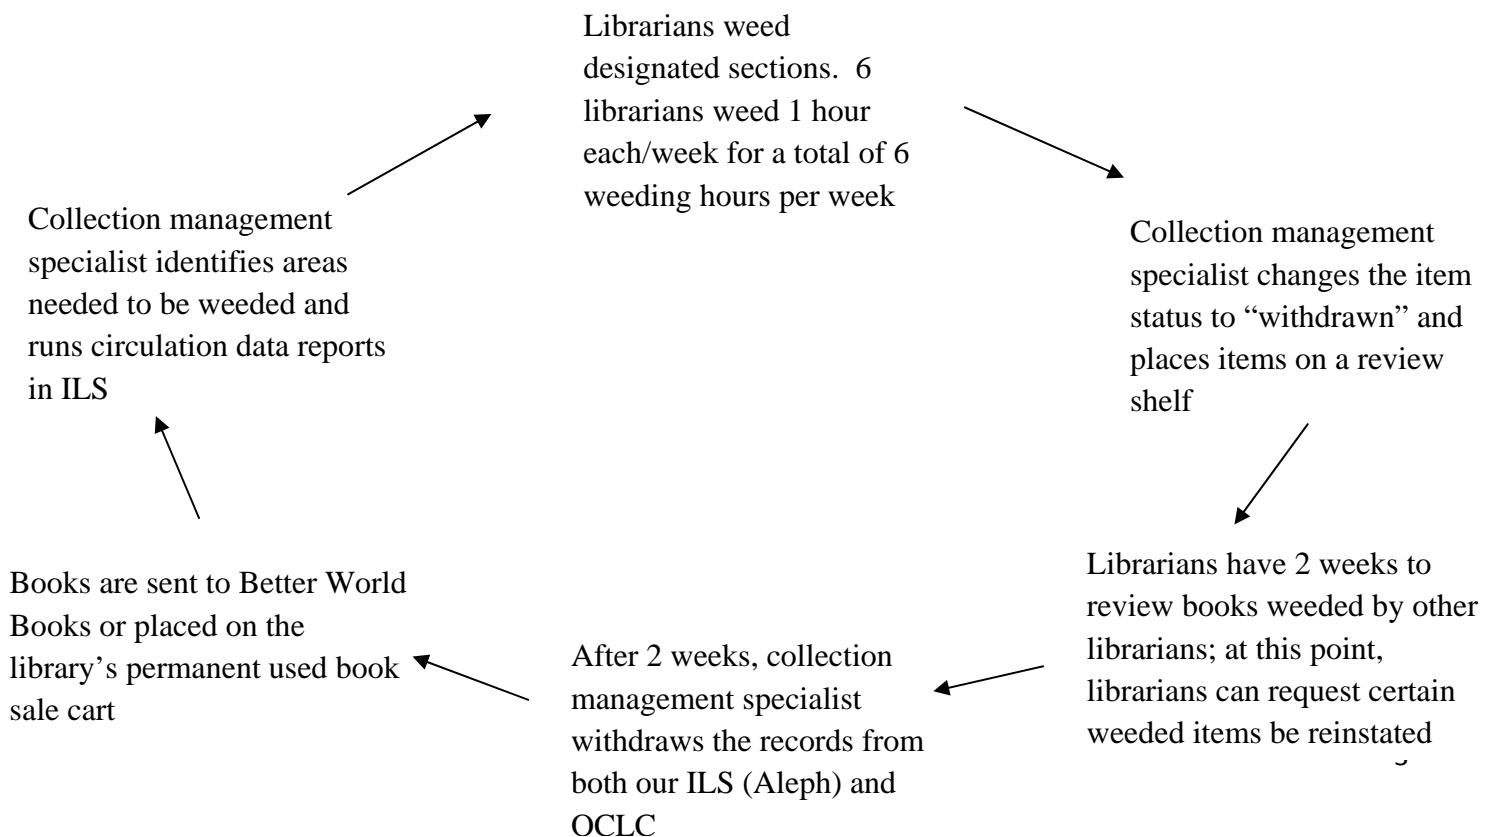 Librarians weed
designated sections.  6
librarians weed 1 hour
each/week for a total of 6
weeding hours per week
Collection management
specialist changes the item
status to “withdrawn” and
places items on a review
shelf
Librarians have 2 weeks to
review books weeded by other
librarians; at this point,
librarians can request certain
weeded items be reinstated
After 2 weeks, collection
management specialist
withdraws the records from
both our ILS (Aleph) and
OCLC
Books are sent to Better World
Books or placed on the
library’s permanent used book
sale cart
Collection management
specialist identifies areas
needed to be weeded and
runs circulation data reports
in ILS